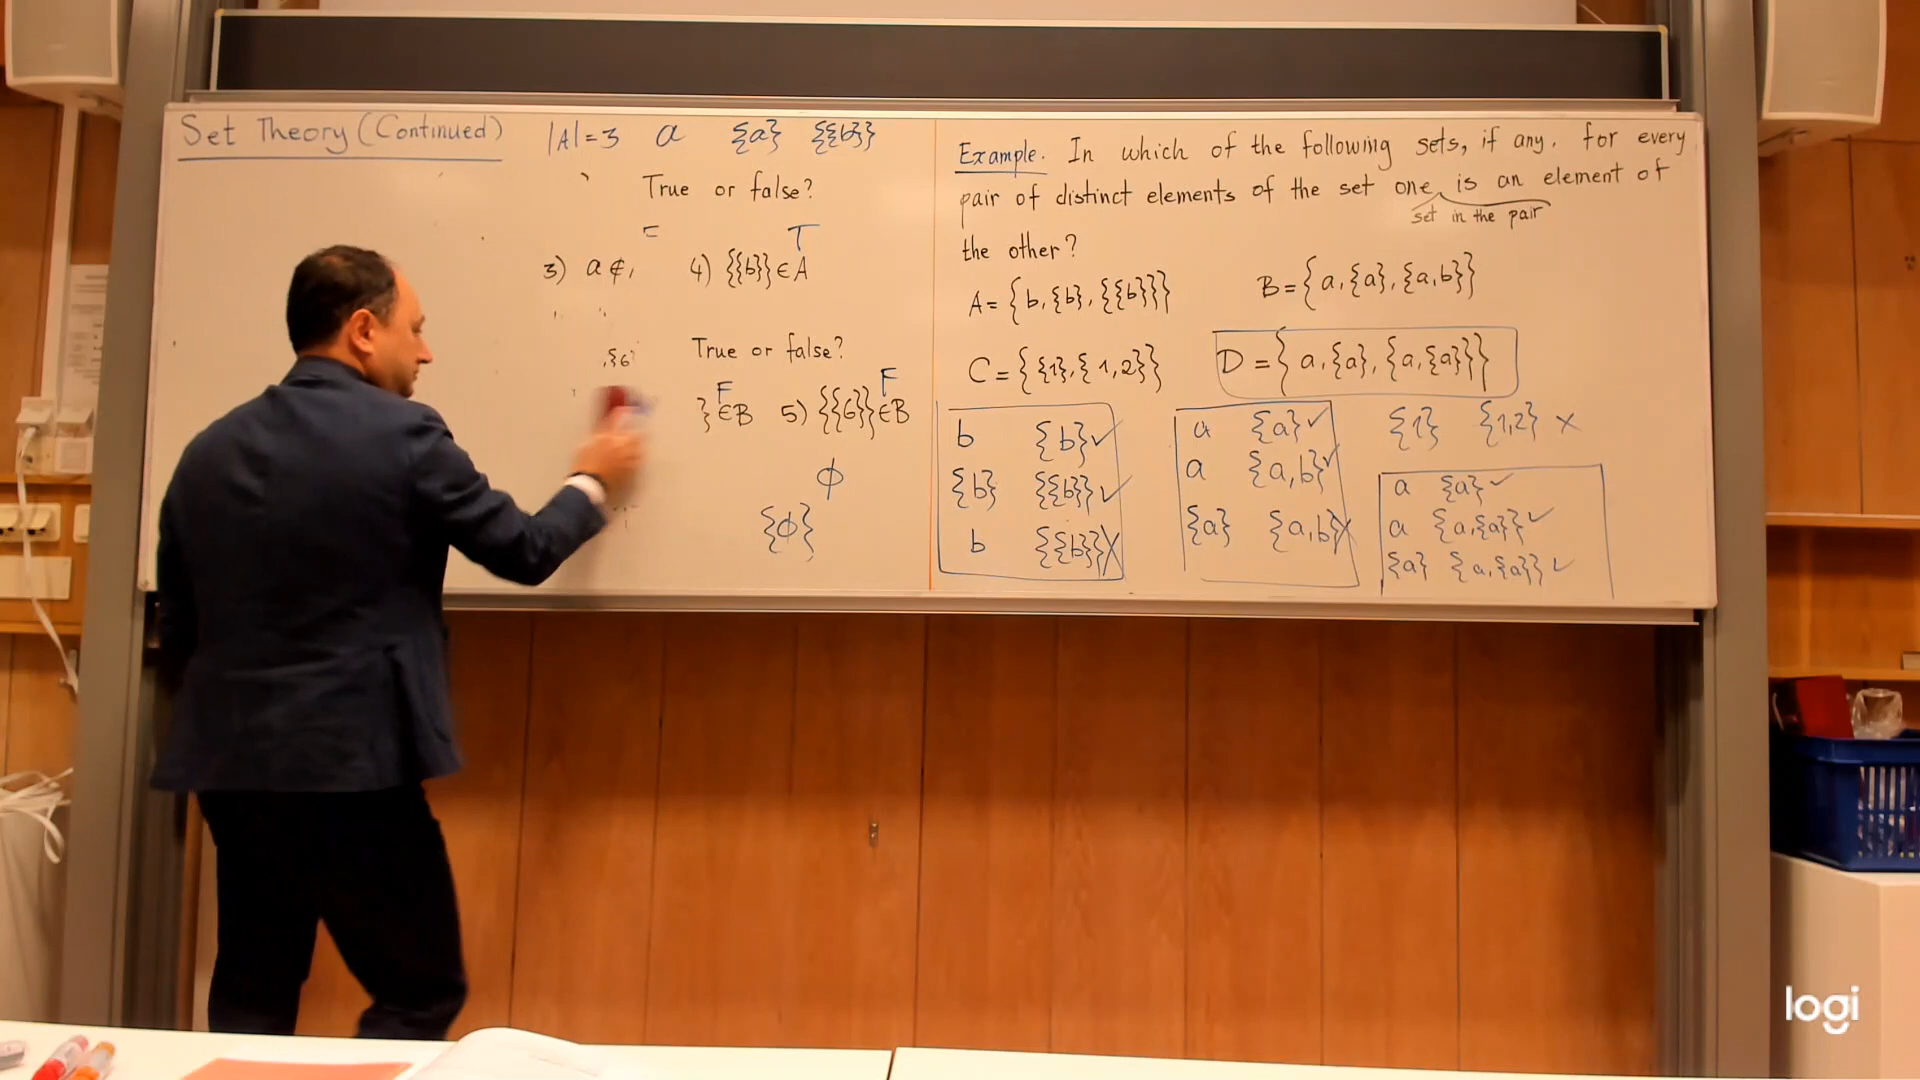 Set Theory (Continued)
|A|=3 a {a} {{b}}
True or false?
T
3) a ∉ 4) {{b}} ∈ A
True or false?
F F
} ∈ B 5) {{6}} ∈ B
ϕ
{ϕ}
Example. In which of the following sets, if any, for every
pair of distinct elements of the set one is an element of
set in the pair
the other?
A = {b, {b}, {{b}}} B = {a, {a}, {a,b}}
C = {{1}, {1,2}} D = {a, {a}, {a, {a}}}
b {b} ✓
{b} {{b}} ✓
b {{b}} X
a {a} ✓
a {a,b} ✓
{a} {a,b} X
{1} {1,2} ×
a {a} ✓
a {a,{a}} ✓
{a} {a,{a}} ✓
logi